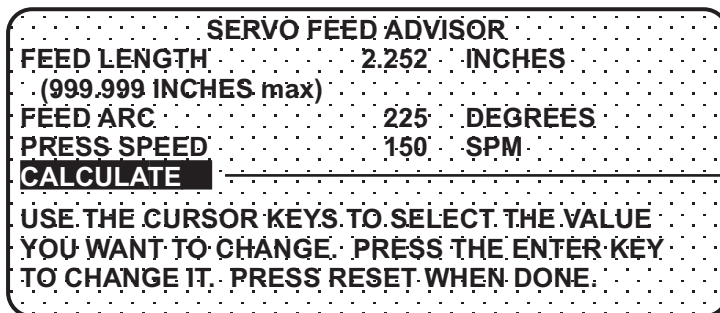 SERVO FEED ADVISOR
FEED LENGTH 2.252 INCHES
(999.999 INCHES max)
FEED ARC 225 DEGREES
PRESS SPEED 150 SPM
CALCULATE
USE THE CURSOR KEYS TO SELECT THE VALUE
YOU WANT TO CHANGE. PRESS THE ENTER KEY
TO CHANGE IT. PRESS RESET WHEN DONE.